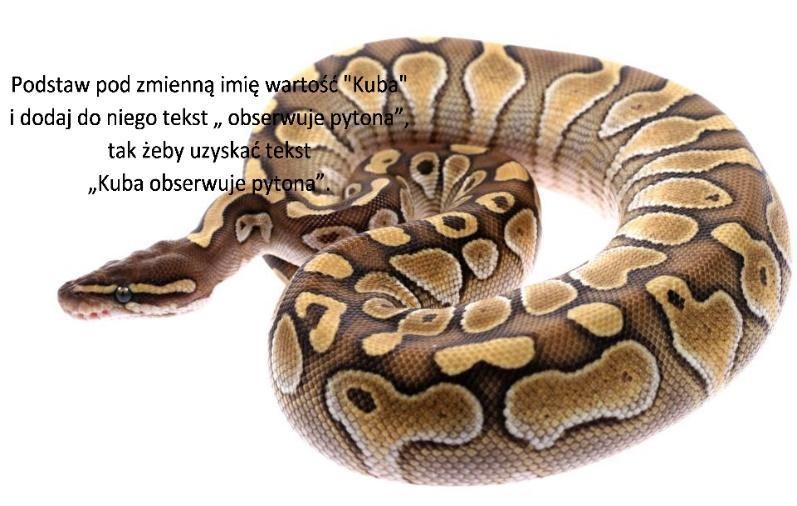 Podstaw pod zmienną imię wartość "Kuba"
i dodaj do niego tekst „ obserwuje pytona”,
tak żeby uzyskać tekst
„Kuba obserwuje pytona”.